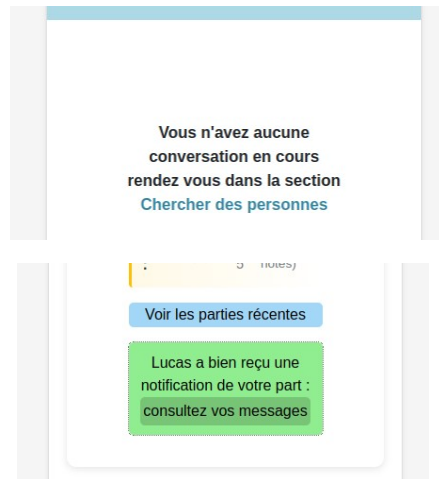 Vous n'avez aucune
conversation en cours
rendez vous dans la section
Chercher des personnes
: 5 notes)
Voir les parties récentes
Lucas a bien reçu une
notification de votre part :
consultez vos messages